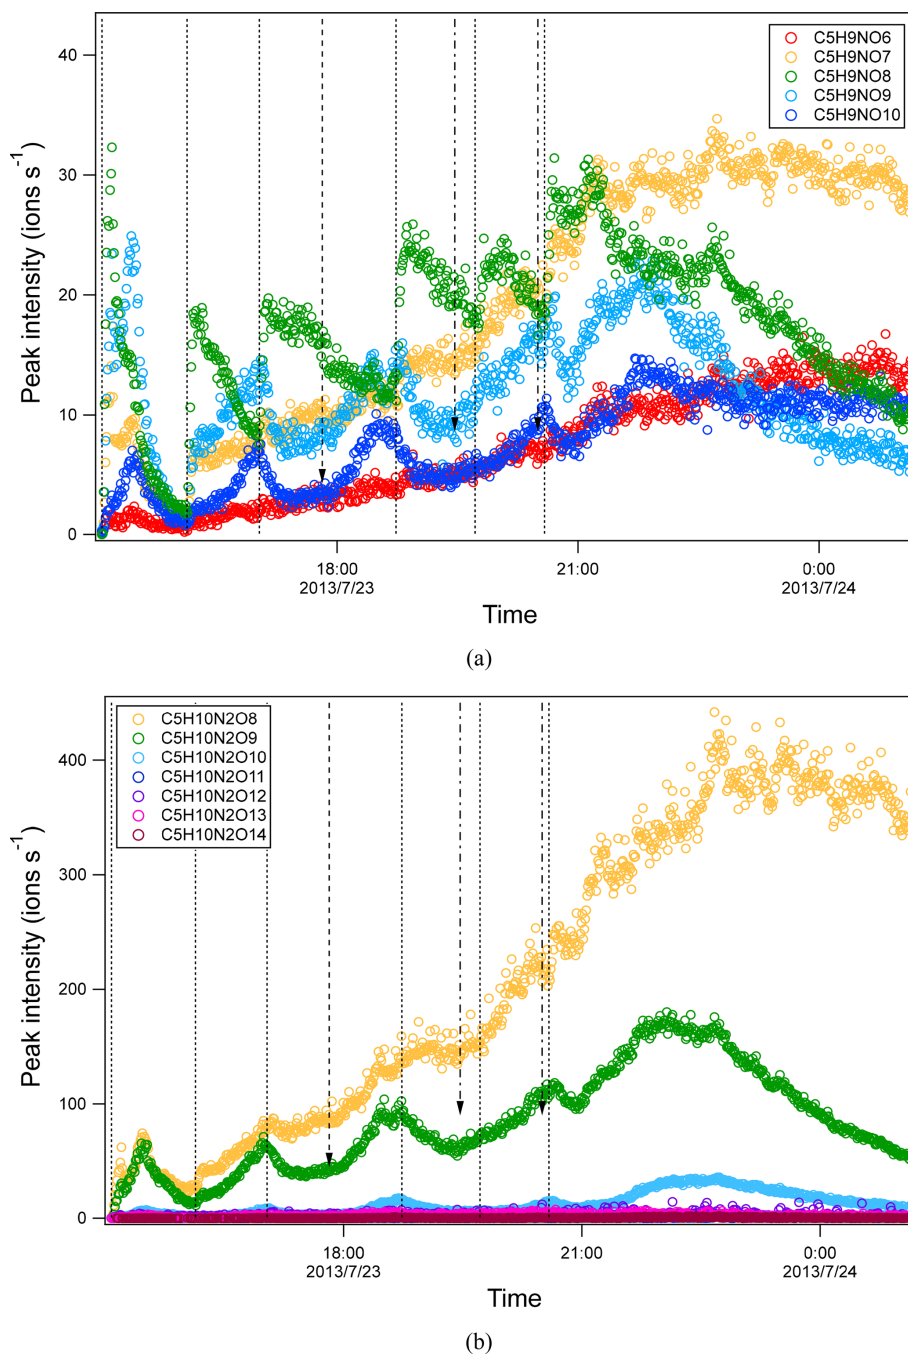 40
30
20
10
0
Peak intensity (ions s⁻¹)
C5H9NO6
C5H9NO7
C5H9NO8
C5H9NO9
C5H9NO10
18:00
2013/7/23
21:00
0:00
2013/7/24
Time
(a)
400
300
200
100
0
Peak intensity (ions s⁻¹)
C5H10N2O8
C5H10N2O9
C5H10N2O10
C5H10N2O11
C5H10N2O12
C5H10N2O13
C5H10N2O14
18:00
2013/7/23
21:00
0:00
2013/7/24
Time
(b)